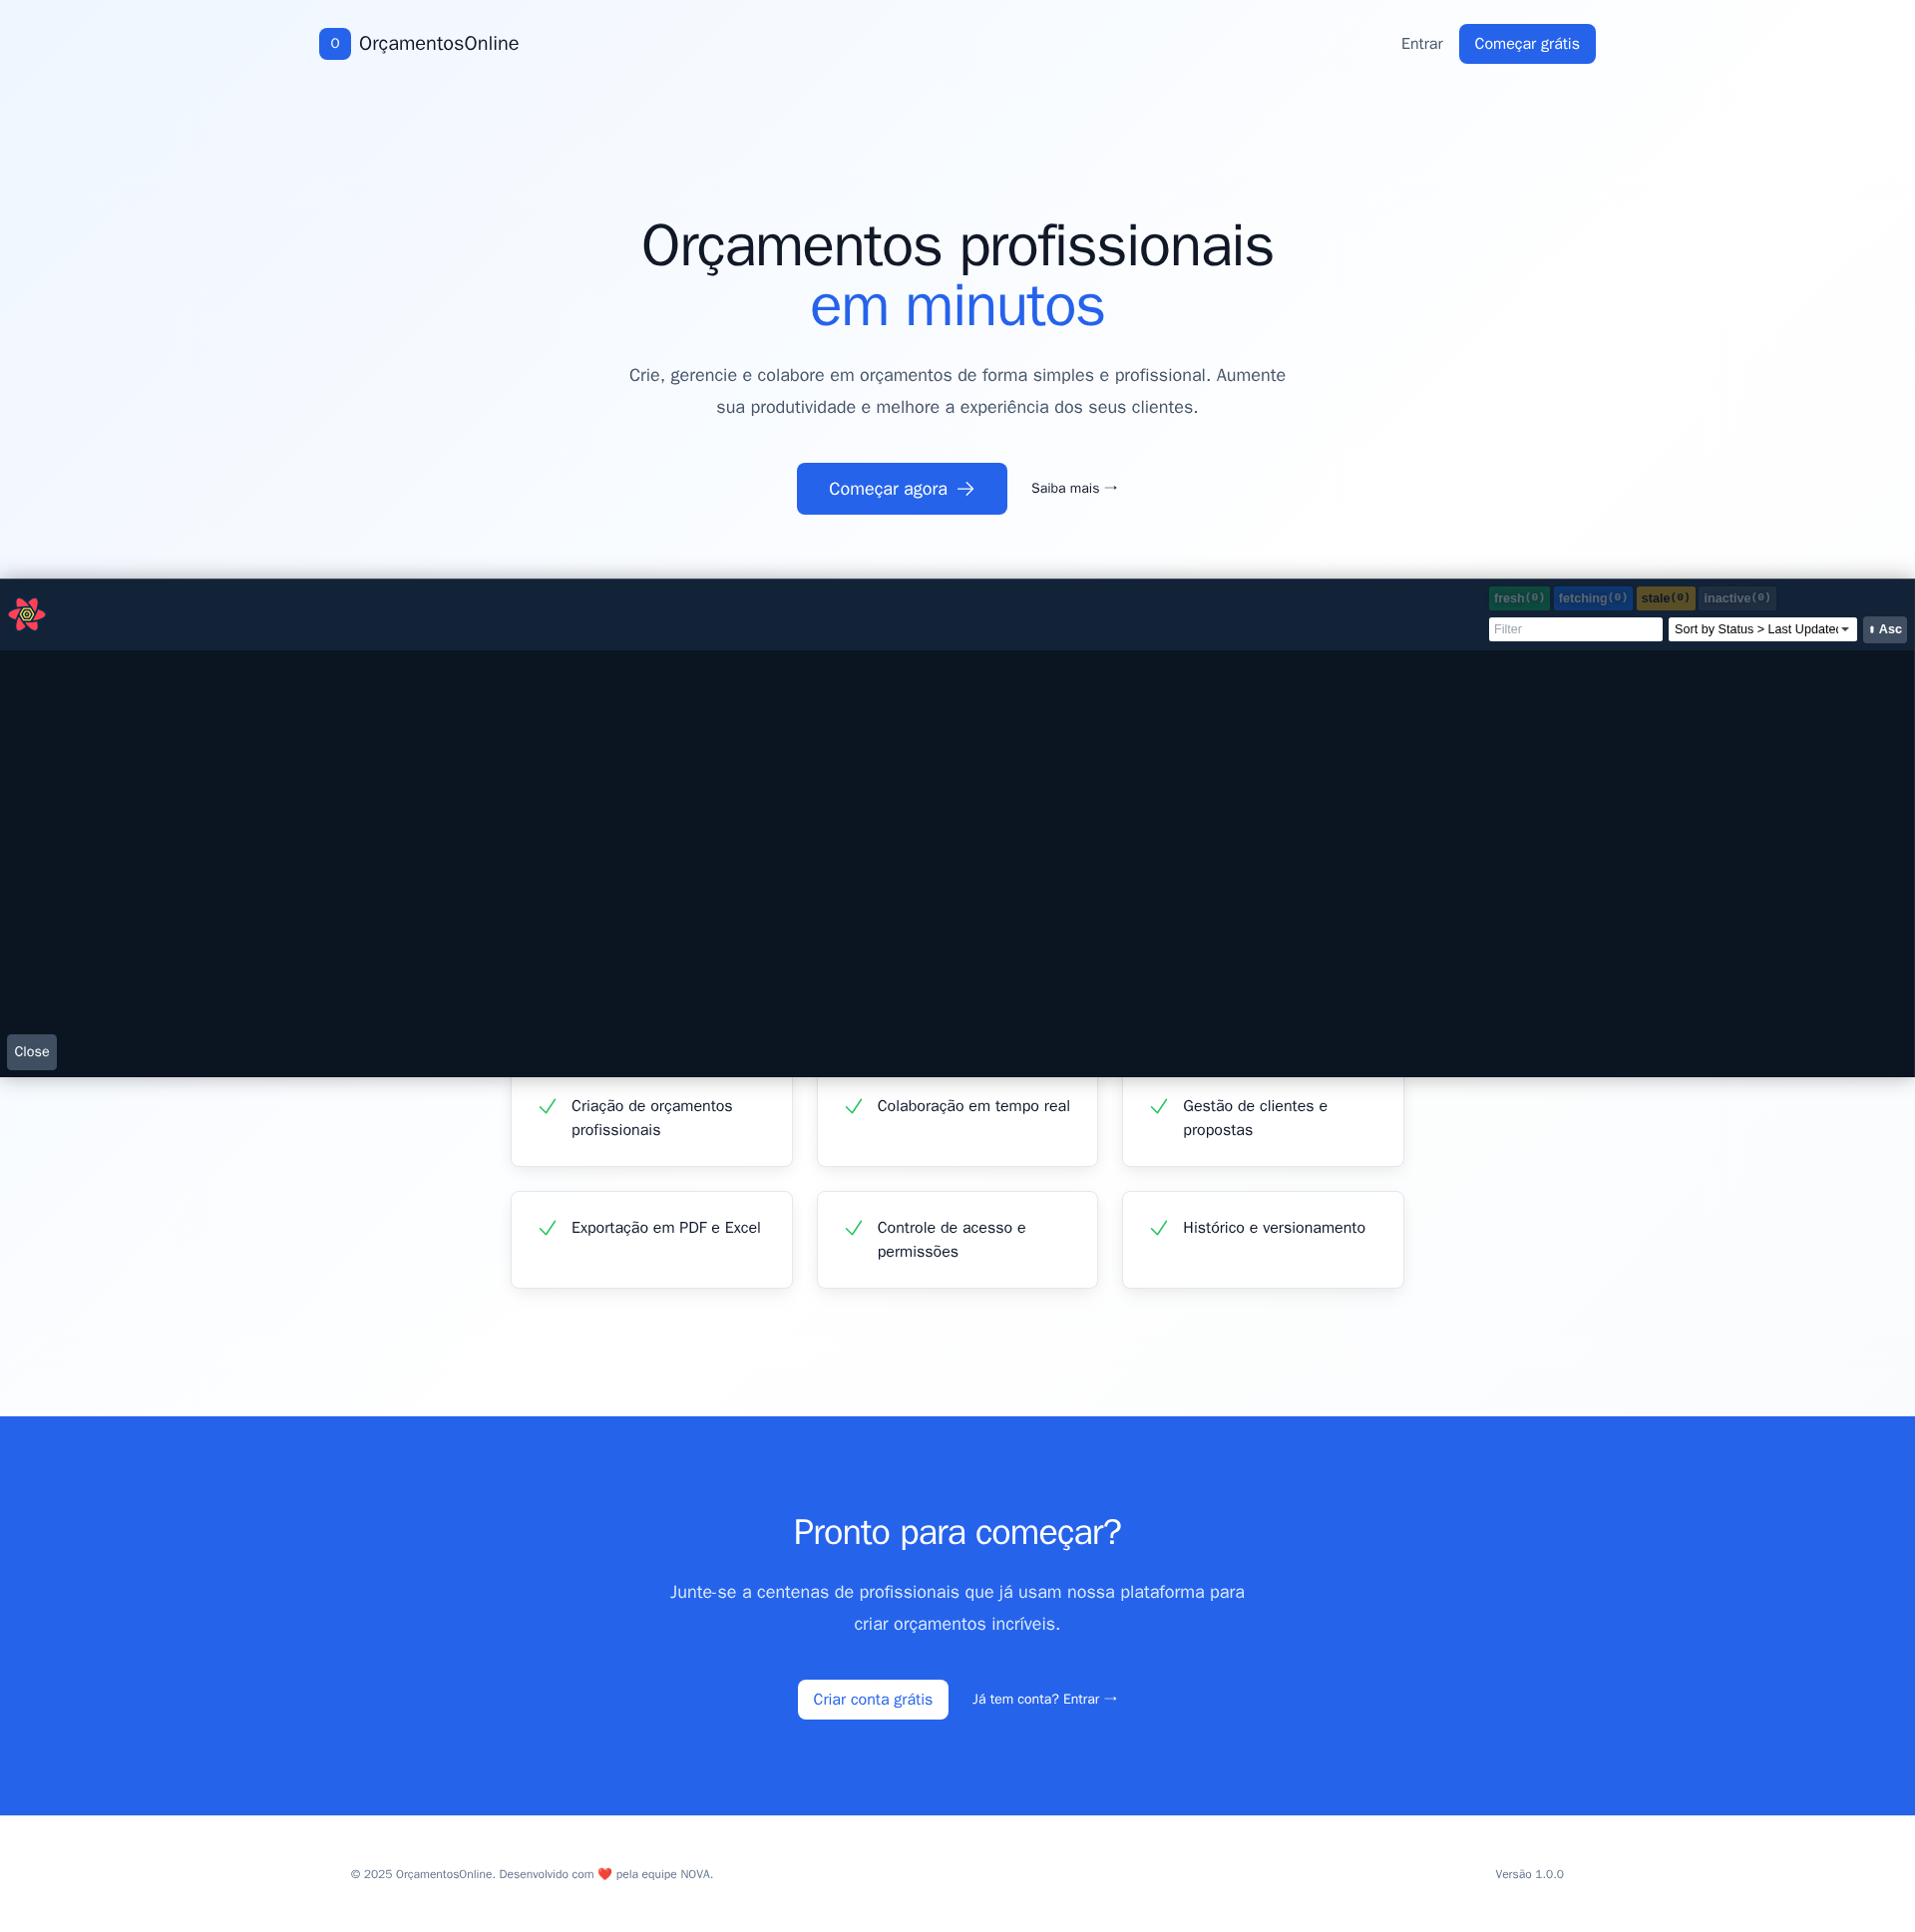 O OrçamentosOnline
Entrar
Começar grátis
Orçamentos profissionais
em minutos
Crie, gerencie e colabore em orçamentos de forma simples e profissional. Aumente
sua produtividade e melhore a experiência dos seus clientes.
Começar agora →
Saiba mais →
fresh(0) fetching(0) stale(0) inactive(0)
Filter
Sort by Status > Last Updated
Asc
Close
Criação de orçamentos
profissionais
Colaboração em tempo real
Gestão de clientes e
propostas
Exportação em PDF e Excel
Controle de acesso e
permissões
Histórico e versionamento
Pronto para começar?
Junte-se a centenas de profissionais que já usam nossa plataforma para
criar orçamentos incríveis.
Criar conta grátis
Já tem conta? Entrar →
© 2025 OrçamentosOnline. Desenvolvido com ❤️ pela equipe NOVA.
Versão 1.0.0